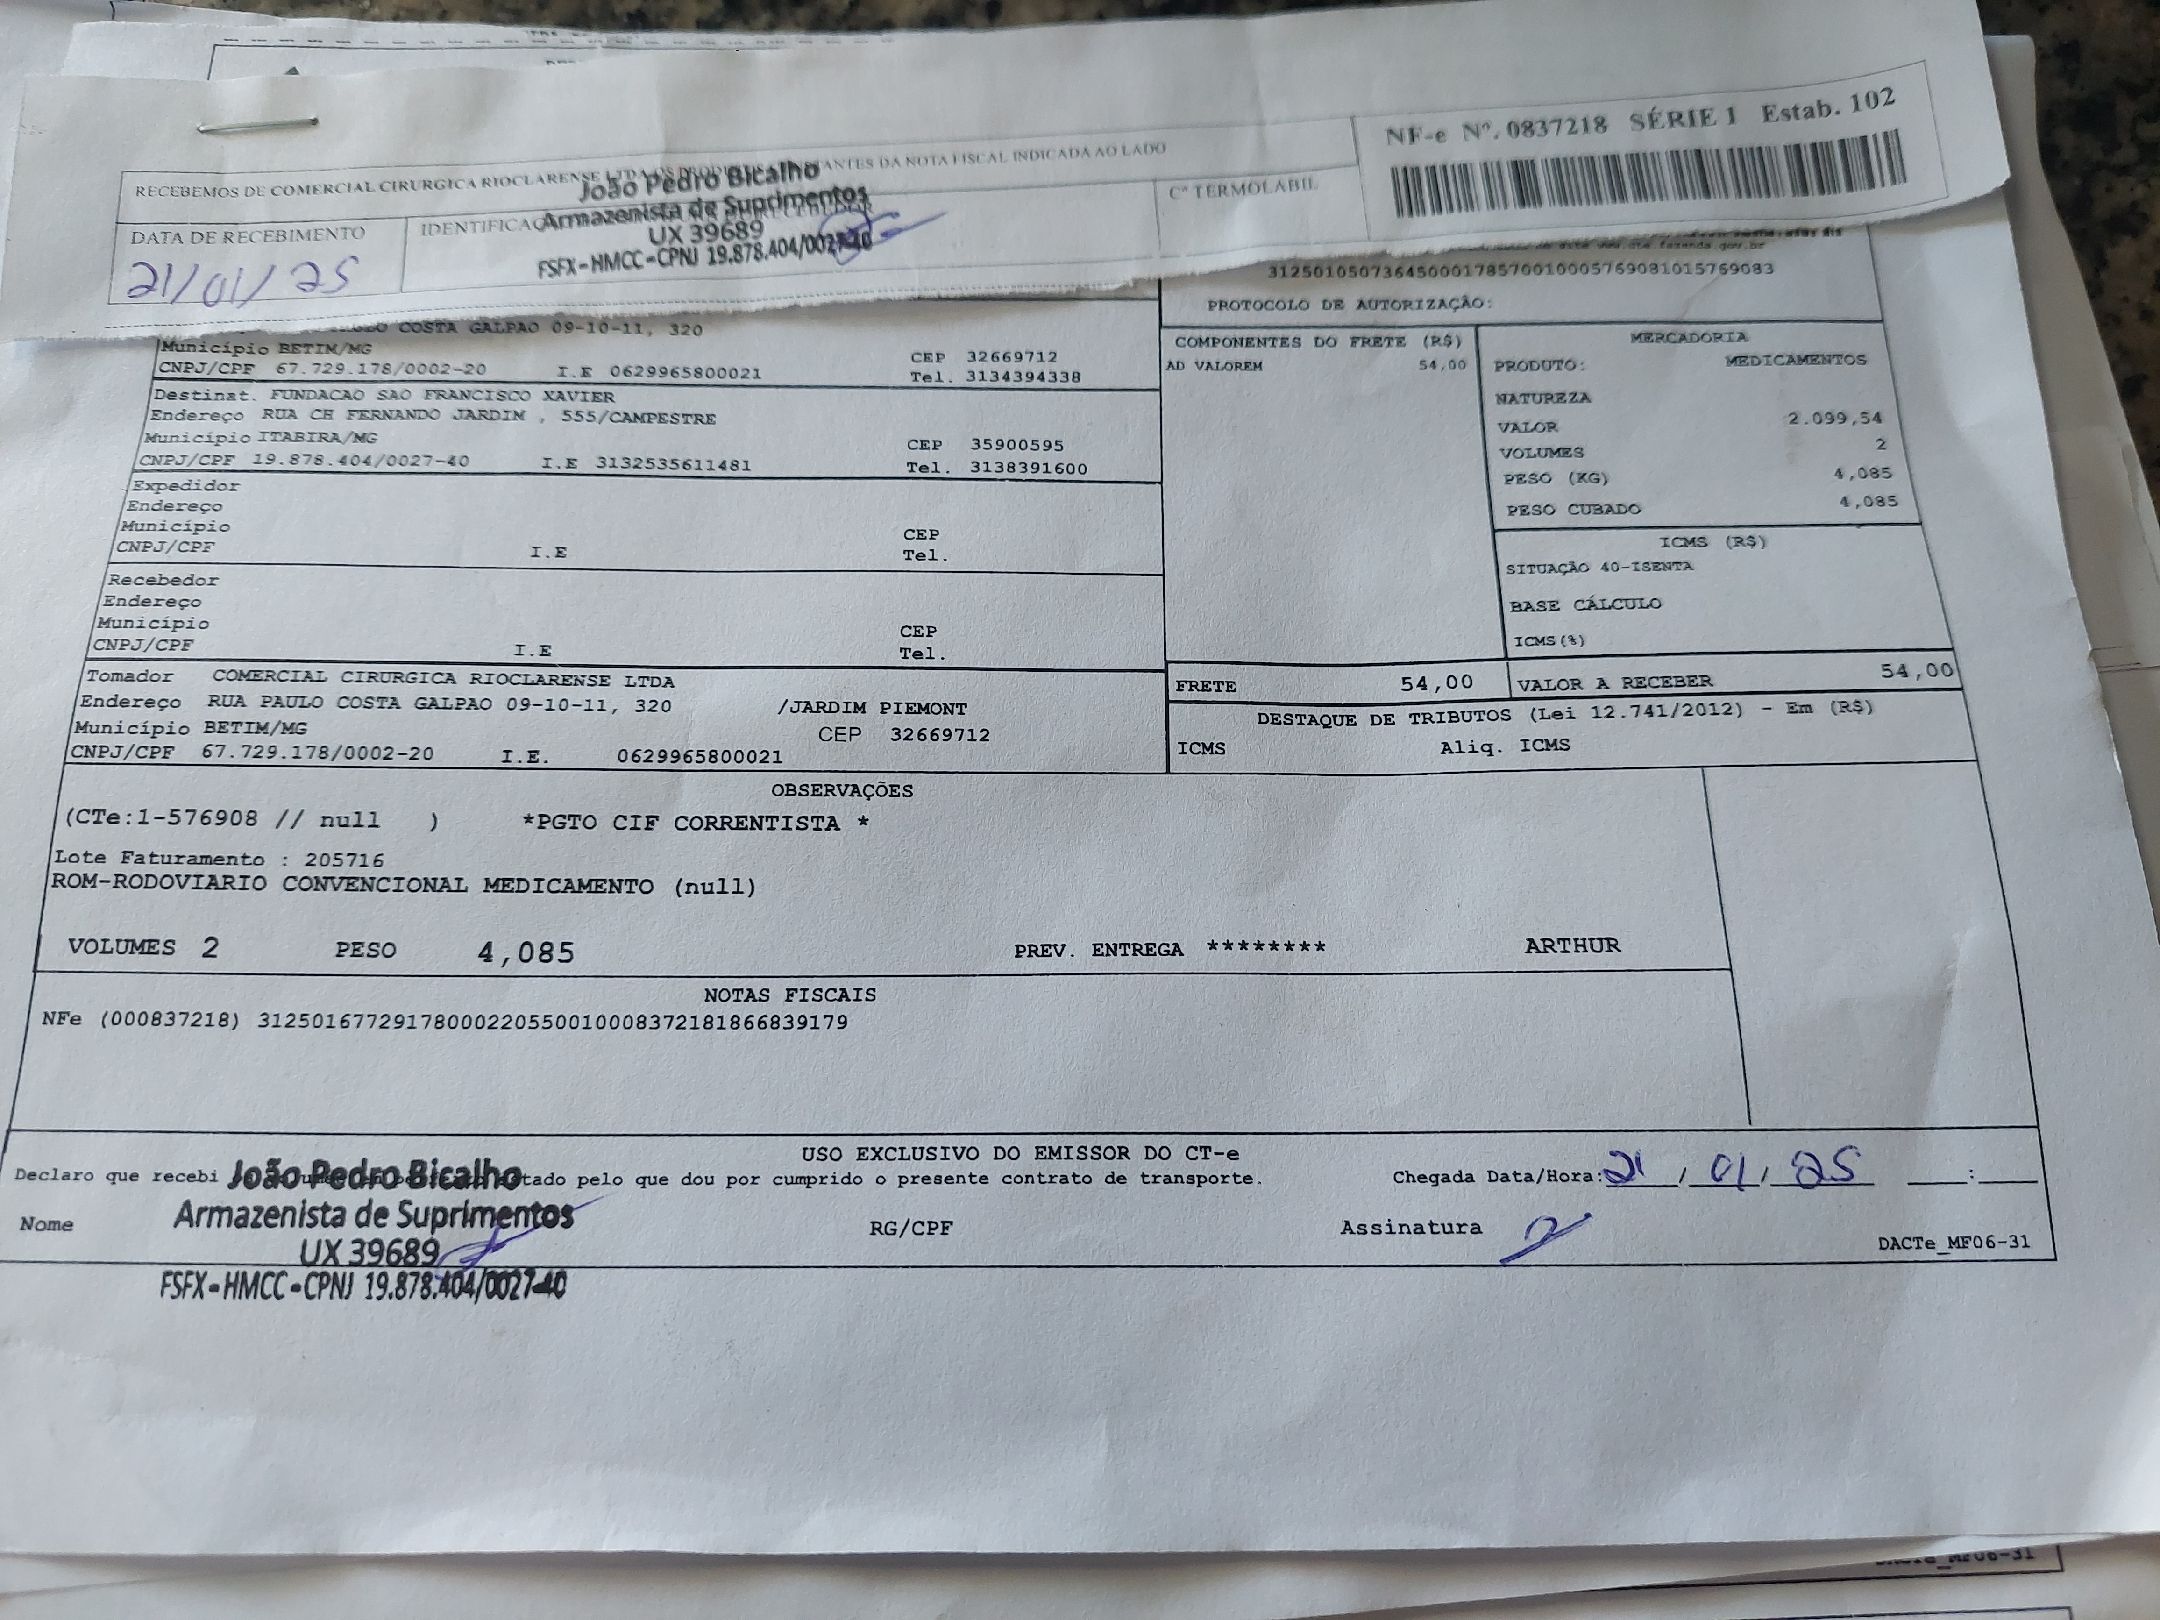 NF-e Nº. 0837218 SÉRIE 1 Estab. 102
RECEBEMOS DE COMERCIAL CIRURGICA RIOCLARENSE LTDA OS PRODUTOS CONSTANTES DA NOTA FISCAL INDICADA AO LADO
DATA DE RECEBIMENTO
21/01/25
IDENTIFICAÇÃO
João Pedro Bicalho
Armazenista de Suprimentos
UX 39689
FSFX-HMCC-CPNJ 19.878.404/0027-40
Cª TERMOLABIL
31250105073645000178570010005769081015769083
PROTOCOLO DE AUTORIZAÇÃO:
COSTA GALPAO 09-10-11, 320
Município BETIM/MG CEP 32669712
CNPJ/CPF 67.729.178/0002-20 I.E 0629965800021 Tel. 3134394338
Destinat. FUNDACAO SAO FRANCISCO XAVIER
Endereço RUA CH FERNANDO JARDIM , 555/CAMPESTRE
Município ITABIRA/MG CEP 35900595
CNPJ/CPF 19.878.404/0027-40 I.E 3132535611481 Tel. 3138391600
Expedidor
Endereço
Município CEP
CNPJ/CPF I.E Tel.
Recebedor
Endereço
Município CEP
CNPJ/CPF I.E Tel.
Tomador COMERCIAL CIRURGICA RIOCLARENSE LTDA
Endereço RUA PAULO COSTA GALPAO 09-10-11, 320 /JARDIM PIEMONT
Município BETIM/MG CEP 32669712
CNPJ/CPF 67.729.178/0002-20 I.E. 0629965800021
COMPONENTES DO FRETE (R$)
AD VALOREM 54,00
MERCADORIA
PRODUTO: MEDICAMENTOS
NATUREZA
VALOR 2.099,54
VOLUMES 2
PESO (KG) 4,085
PESO CUBADO 4,085
ICMS (R$)
SITUAÇÃO 40-ISENTA
BASE CÁLCULO
ICMS(%)
FRETE 54,00 VALOR A RECEBER 54,00
DESTAQUE DE TRIBUTOS (Lei 12.741/2012) - Em (R$)
ICMS Aliq. ICMS
OBSERVAÇÕES
(CTe:1-576908 // null ) *PGTO CIF CORRENTISTA *
Lote Faturamento : 205716
ROM-RODOVIARIO CONVENCIONAL MEDICAMENTO (null)
VOLUMES 2 PESO 4,085 PREV. ENTREGA ******** ARTHUR
NOTAS FISCAIS
NFe (000837218) 31250167729178000220550010008372181866839179
USO EXCLUSIVO DO EMISSOR DO CT-e
Declaro que recebi estado pelo que dou por cumprido o presente contrato de transporte. Chegada Data/Hora: 21/01/25 :
João Pedro Bicalho
Armazenista de Suprimentos
UX 39689
FSFX-HMCC-CPNJ 19.878.404/0027-40
Nome RG/CPF Assinatura
DACTe_MF06-31
DACTe_MF06-31